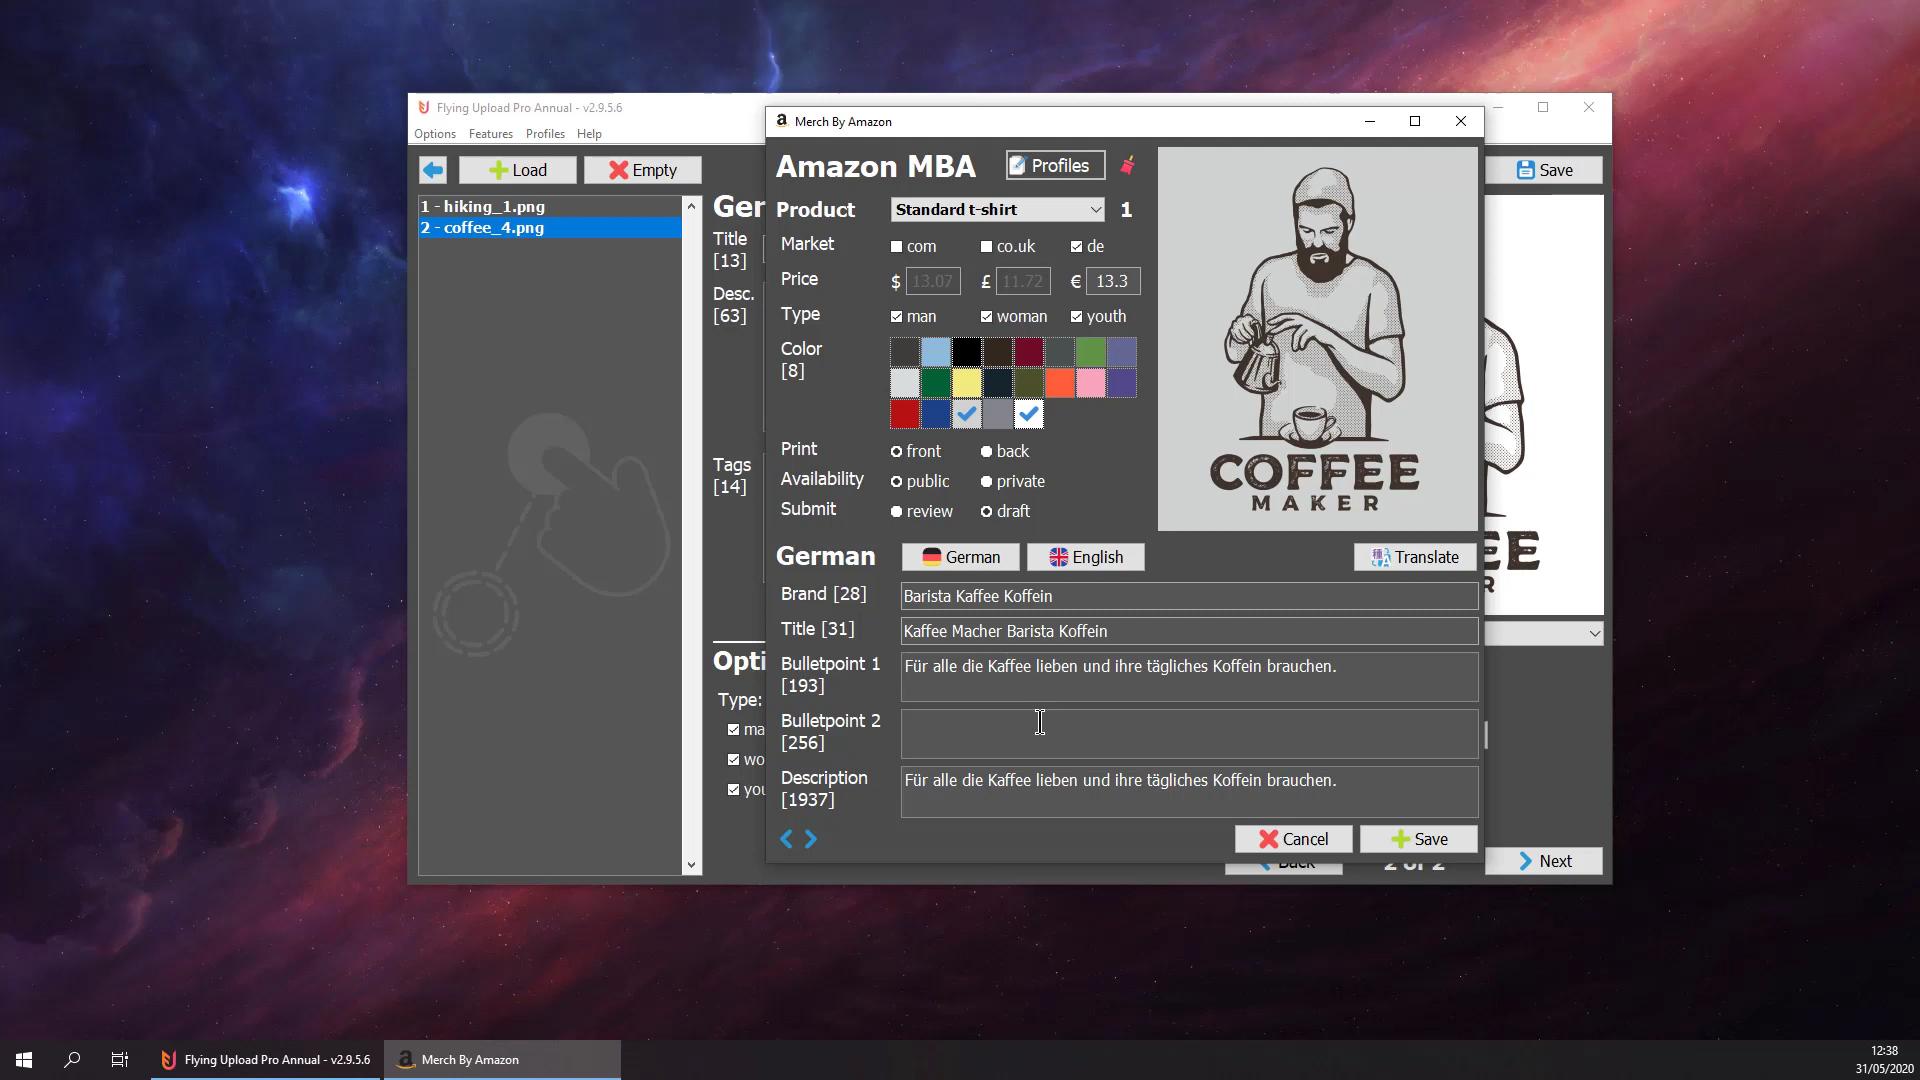 Flying Upload Pro Annual - v2.9.5.6
Options Features Profiles Help
Load
Empty
Save
1 - hiking_1.png
2 - coffee_4.png
Title
[13]
Desc.
[63]
Tags
[14]
Type:
Next
2 of 2
Merch By Amazon
Amazon MBA
Profiles
Product Standard t-shirt 1
Market com co.uk de
Price $ 13.07 £ 11.72 € 13.3
Type man woman youth
Color
[8]
Print front back
Availability public private
Submit review draft
COFFEE
MAKER
German German English Translate
Brand [28] Barista Kaffee Koffein
Title [31] Kaffee Macher Barista Koffein
Bulletpoint 1
[193]
Für alle die Kaffee lieben und ihre tägliches Koffein brauchen.
Bulletpoint 2
[256]
Description
[1937]
Für alle die Kaffee lieben und ihre tägliches Koffein brauchen.
Cancel Save
Flying Upload Pro Annual - v2.9.5.6
Merch By Amazon
12:38
31/05/2020